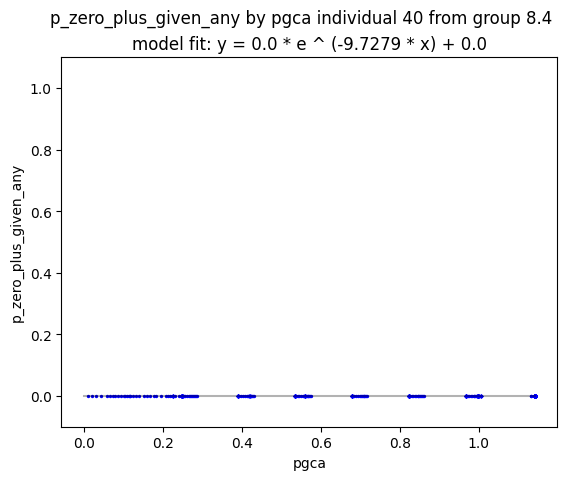 p_zero_plus_given_any by pgca individual 40 from group 8.4
model fit: y = 0.0 * e ^ (-9.7279 * x) + 0.0
1.0
0.8
0.6
0.4
0.2
0.0
p_zero_plus_given_any
0.0 0.2 0.4 0.6 0.8 1.0
pgca